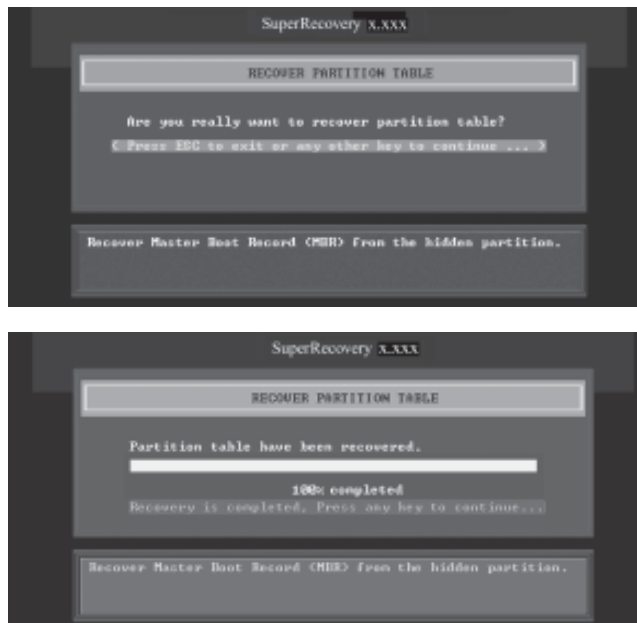 SuperRecovery x.xxx
RECOVER PARTITION TABLE
Are you really want to recover partition table?
( Press ESC to exit or any other key to continue ... )
Recover Master Boot Record (MBR) from the hidden partition.
SuperRecovery x.xxx
RECOVER PARTITION TABLE
Partition table have been recovered.
100% completed
Recovery is completed. Press any key to continue...
Recover Master Boot Record (MBR) from the hidden partition.